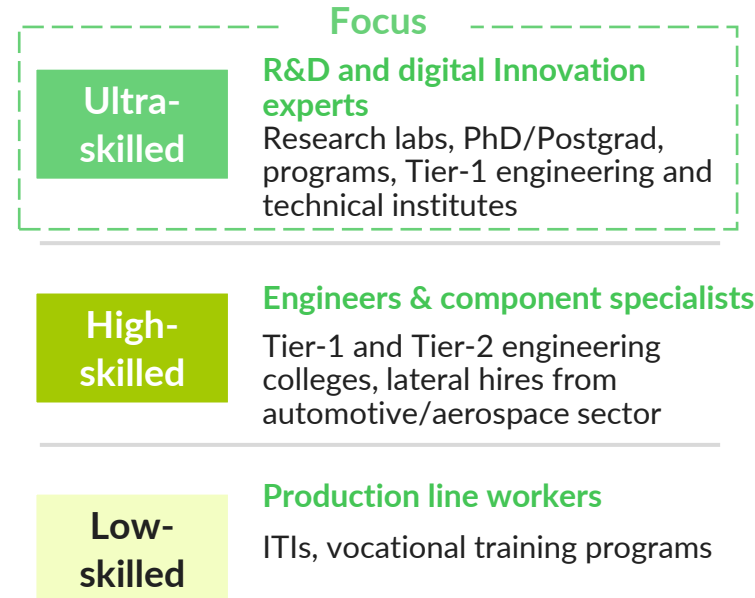 Focus
Ultra-
skilled
R&D and digital Innovation
experts
Research labs, PhD/Postgrad,
programs, Tier-1 engineering and
technical institutes
High-
skilled
Engineers & component specialists
Tier-1 and Tier-2 engineering
colleges, lateral hires from
automotive/aerospace sector
Low-
skilled
Production line workers
ITIs, vocational training programs